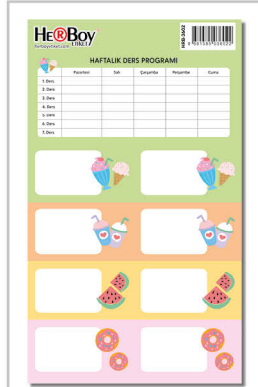 HeRBoy
ETİKET
herboyetiket.com
HRB-3602
HAFTALIK DERS PROGRAMI
Pazartesi Salı Çarşamba Perşembe Cuma
1. Ders
2. Ders
3. Ders
4. Ders
5. Ders
6. Ders
7. Ders